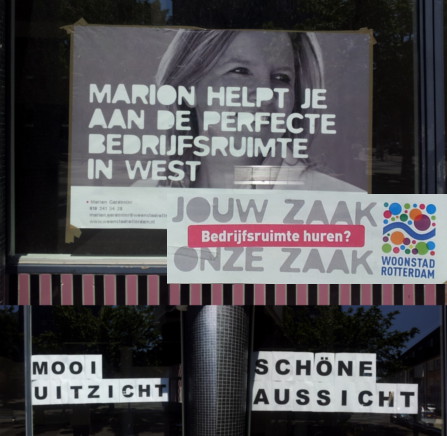 MARION HELPT JE
AAN DE PERFECTE
BEDRIJFSRUIMTE
IN WEST
JOUW ZAAK
Bedrijfsruimte huren?
ONZE ZAAK
WOONSTAD
ROTTERDAM
MOOI
UITZICHT
SCHÖNE
AUSSICHT